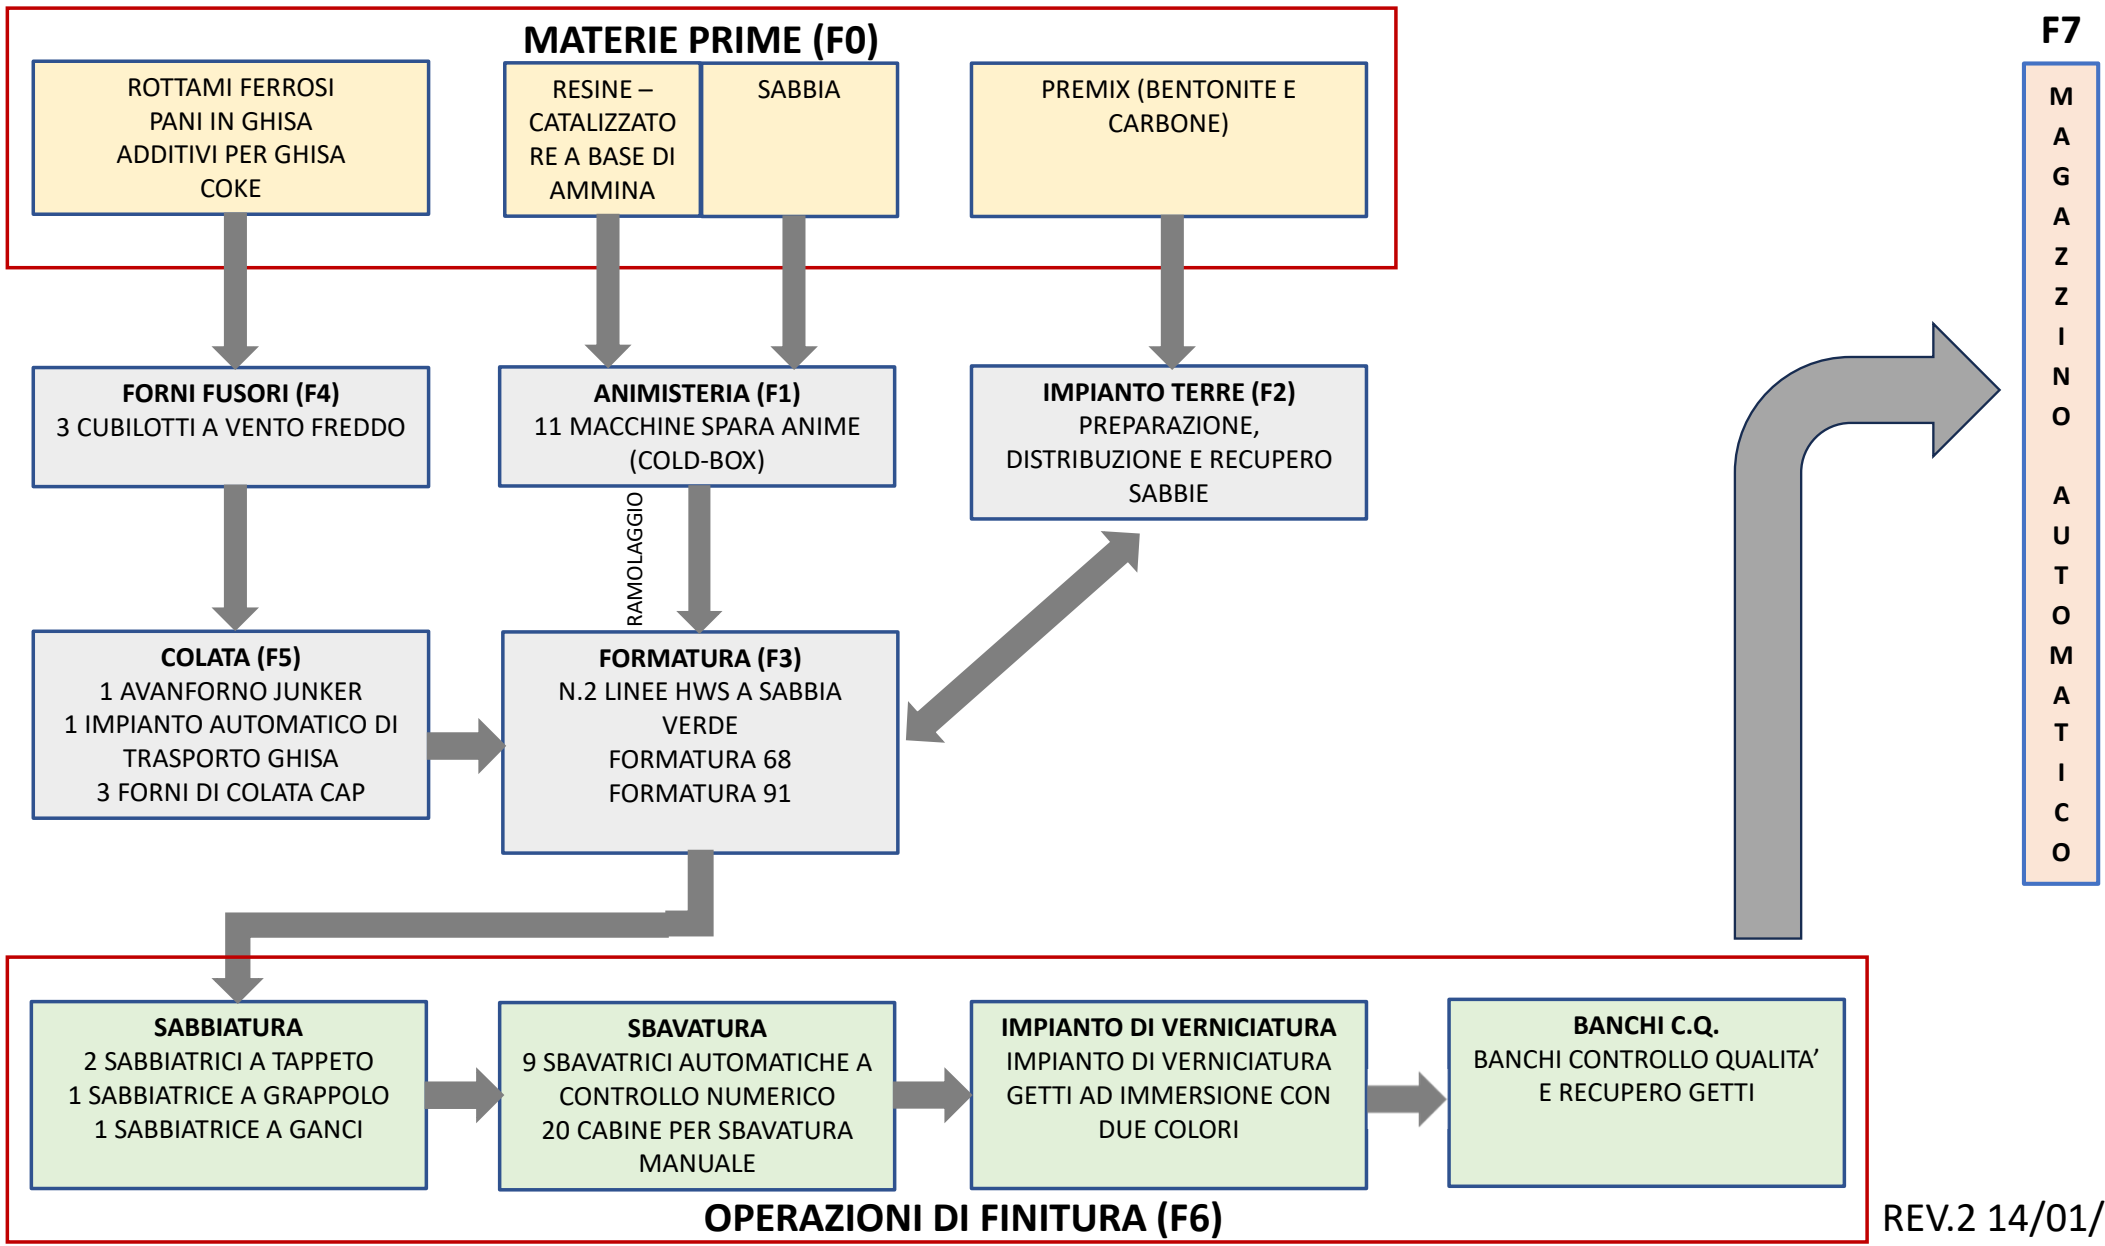 MATERIE PRIME (F0)
ROTTAMI FERROSI
PANI IN GHISA
ADDITIVI PER GHISA
COKE
RESINE –
CATALIZZATO
RE A BASE DI
AMMINA
SABBIA
PREMIX (BENTONITE E
CARBONE)
FORNI FUSORI (F4)
3 CUBILOTTI A VENTO FREDDO
ANIMISTERIA (F1)
11 MACCHINE SPARA ANIME
(COLD-BOX)
IMPIANTO TERRE (F2)
PREPARAZIONE,
DISTRIBUZIONE E RECUPERO
SABBIE
RAMOLAGGIO
COLATA (F5)
1 AVANFORNO JUNKER
1 IMPIANTO AUTOMATICO DI
TRASPORTO GHISA
3 FORNI DI COLATA CAP
FORMATURA (F3)
N.2 LINEE HWS A SABBIA
VERDE
FORMATURA 68
FORMATURA 91
SABBIATURA
2 SABBIATRICI A TAPPETO
1 SABBIATRICE A GRAPPOLO
1 SABBIATRICE A GANCI
SBAVATURA
9 SBAVATRICI AUTOMATICHE A
CONTROLLO NUMERICO
20 CABINE PER SBAVATURA
MANUALE
IMPIANTO DI VERNICIATURA
IMPIANTO DI VERNICIATURA
GETTI AD IMMERSIONE CON
DUE COLORI
BANCHI C.Q.
BANCHI CONTROLLO QUALITA’
E RECUPERO GETTI
OPERAZIONI DI FINITURA (F6)
F7
MAGAZZINO AUTOMATICO
REV.2 14/01/